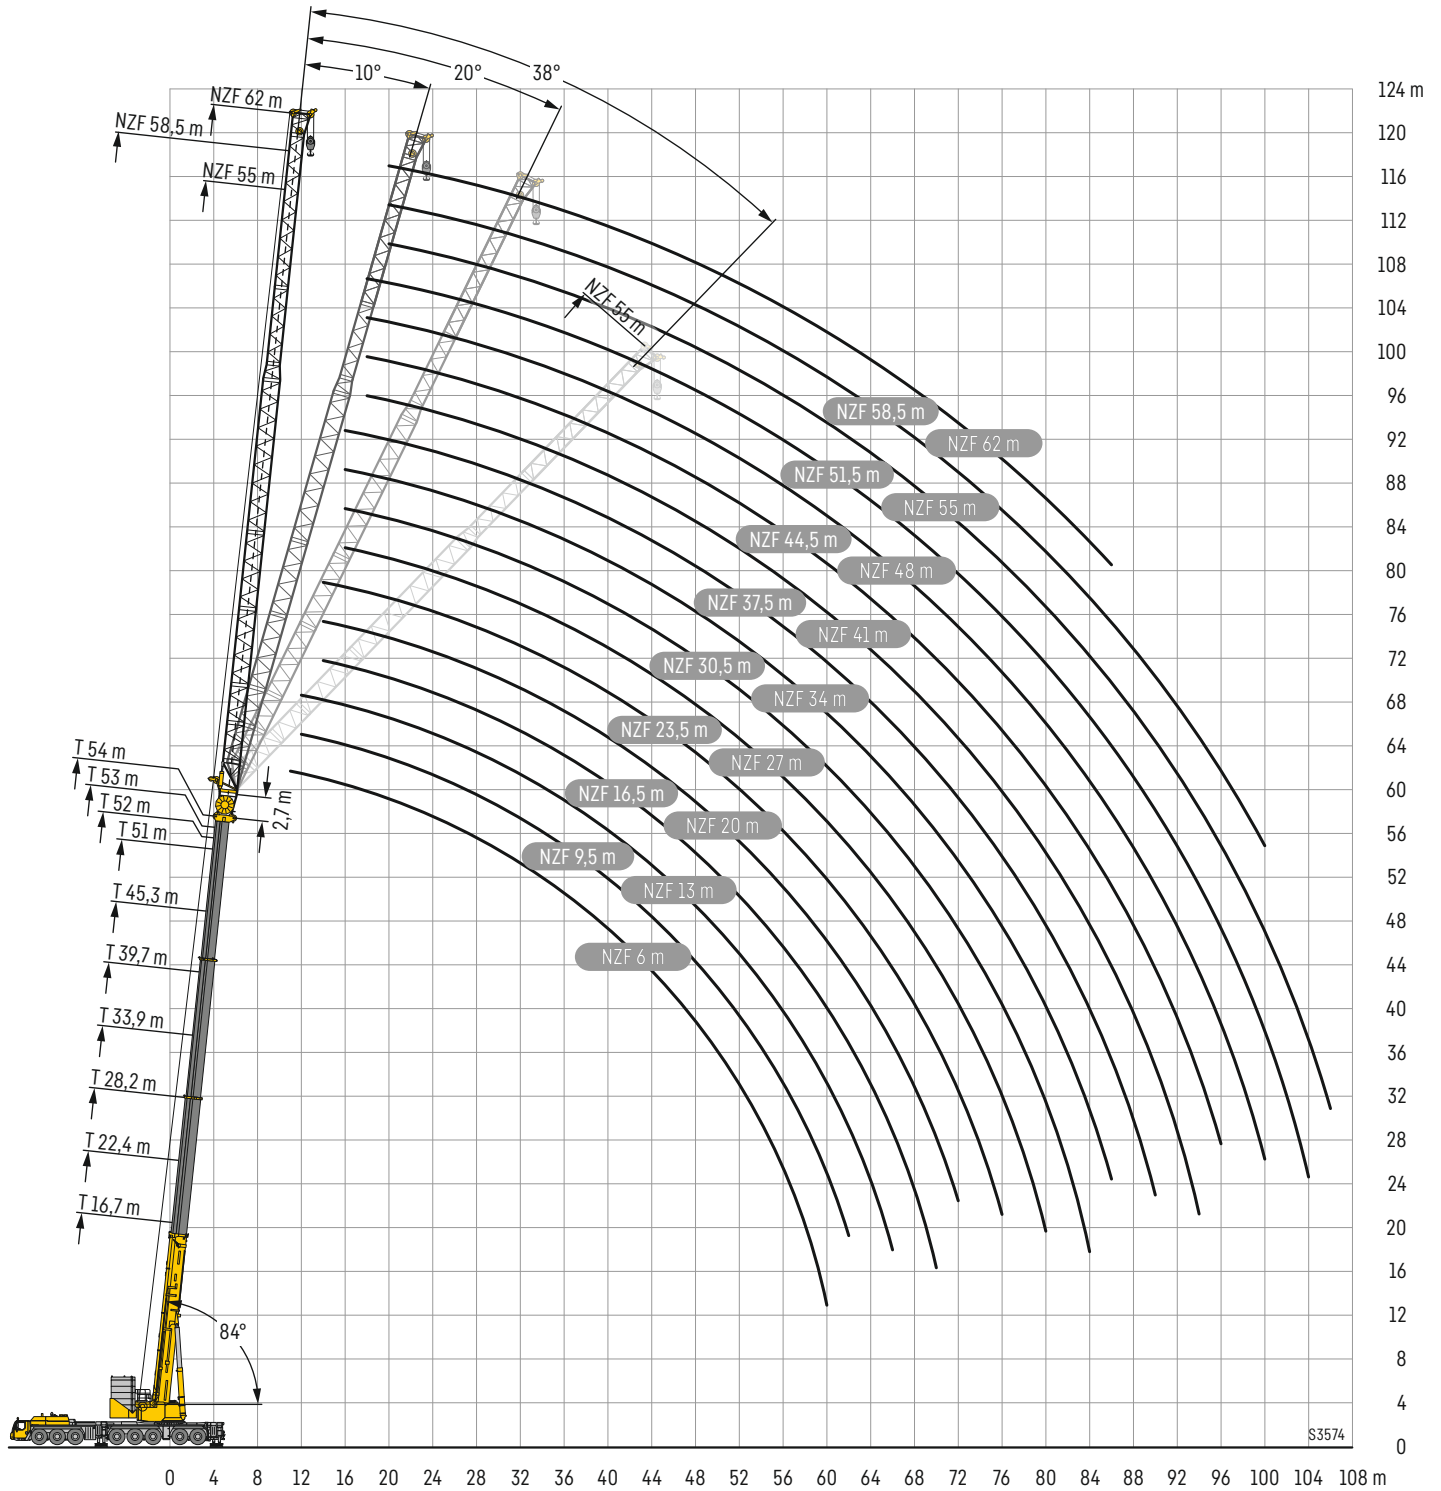 38°
20°
10°
124 m
NZF 62 m
NZF 58,5 m
120
NZF 55 m
116
112
108
NZF 55 m
104
100
96
NZF 58,5 m
NZF 62 m
92
NZF 51,5 m
88
NZF 55 m
84
NZF 44,5 m
NZF 48 m
80
NZF 37,5 m
76
NZF 41 m
72
NZF 30,5 m
NZF 34 m
68
NZF 23,5 m
64
NZF 27 m
T 54 m
T 53 m
60
NZF 16,5 m
T 52 m
2,7 m
T 51 m
56
NZF 20 m
NZF 9,5 m
52
NZF 13 m
T 45,3 m
48
NZF 6 m
T 39,7 m
44
40
T 33,9 m
36
32
T 28,2 m
28
T 22,4 m
24
T 16,7 m
20
16
12
84°
8
4
S3574
0
0 4 8 12 16 20 24 28 32 36 40 44 48 52 56 60 64 68 72 76 80 84 88 92 96 100 104 108 m